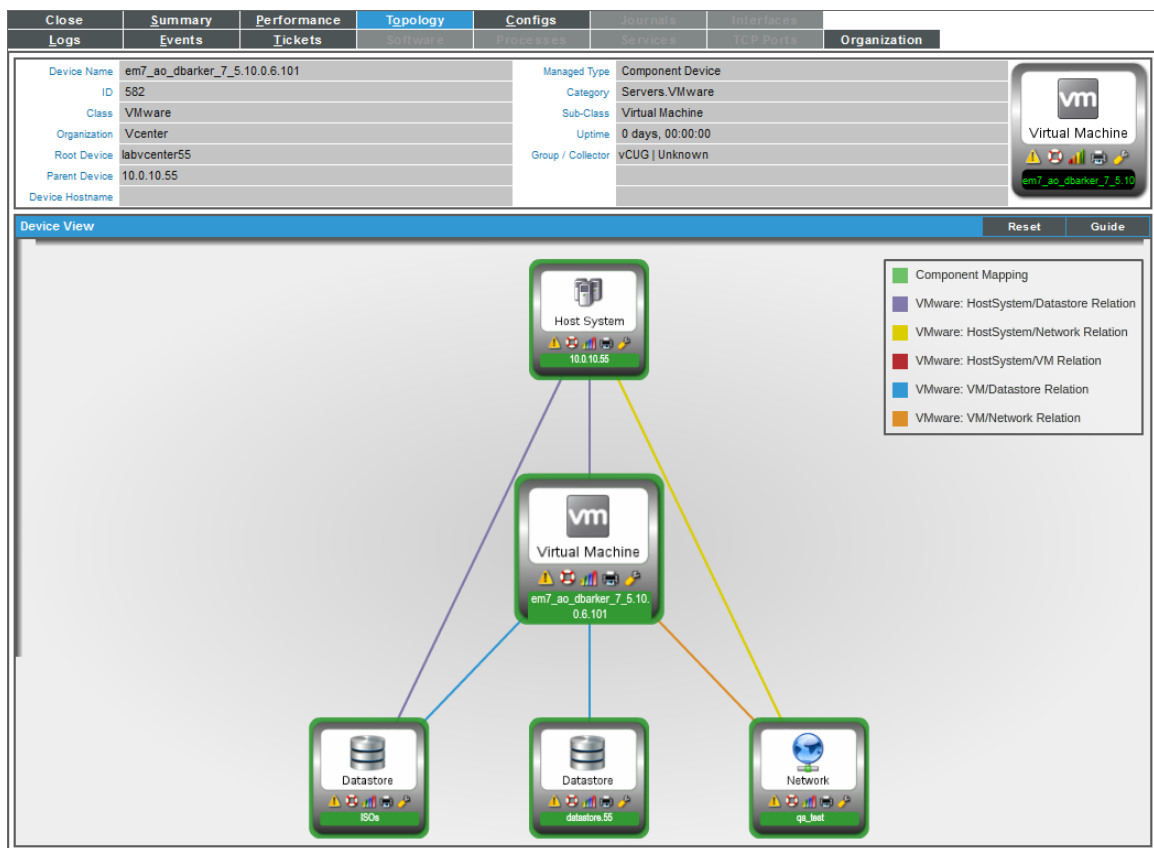 Close Summary Performance Topology Configs Journals Interfaces
Logs Events Tickets Software Processes Services TCP Ports Organization
Device Name em7_ao_dbarker_7_5.10.0.6.101 Managed Type Component Device
ID 582 Category Servers.VMware
Class VMware Sub-Class Virtual Machine
Organization Vcenter Uptime 0 days, 00:00:00
Root Device labvcenter55 Group / Collector vCUG | Unknown
Parent Device 10.0.10.55
Device Hostname
vm
Virtual Machine
em7_ao_dbarker_7_5.10
Device View Reset Guide
Component Mapping
VMware: HostSystem/Datastore Relation
VMware: HostSystem/Network Relation
VMware: HostSystem/VM Relation
VMware: VM/Datastore Relation
VMware: VM/Network Relation
Host System
10.0.10.55
vm
Virtual Machine
em7_ao_dbarker_7_5.10.
0.6.101
Datastore
ISOs
Datastore
datastore.55
Network
qa_test